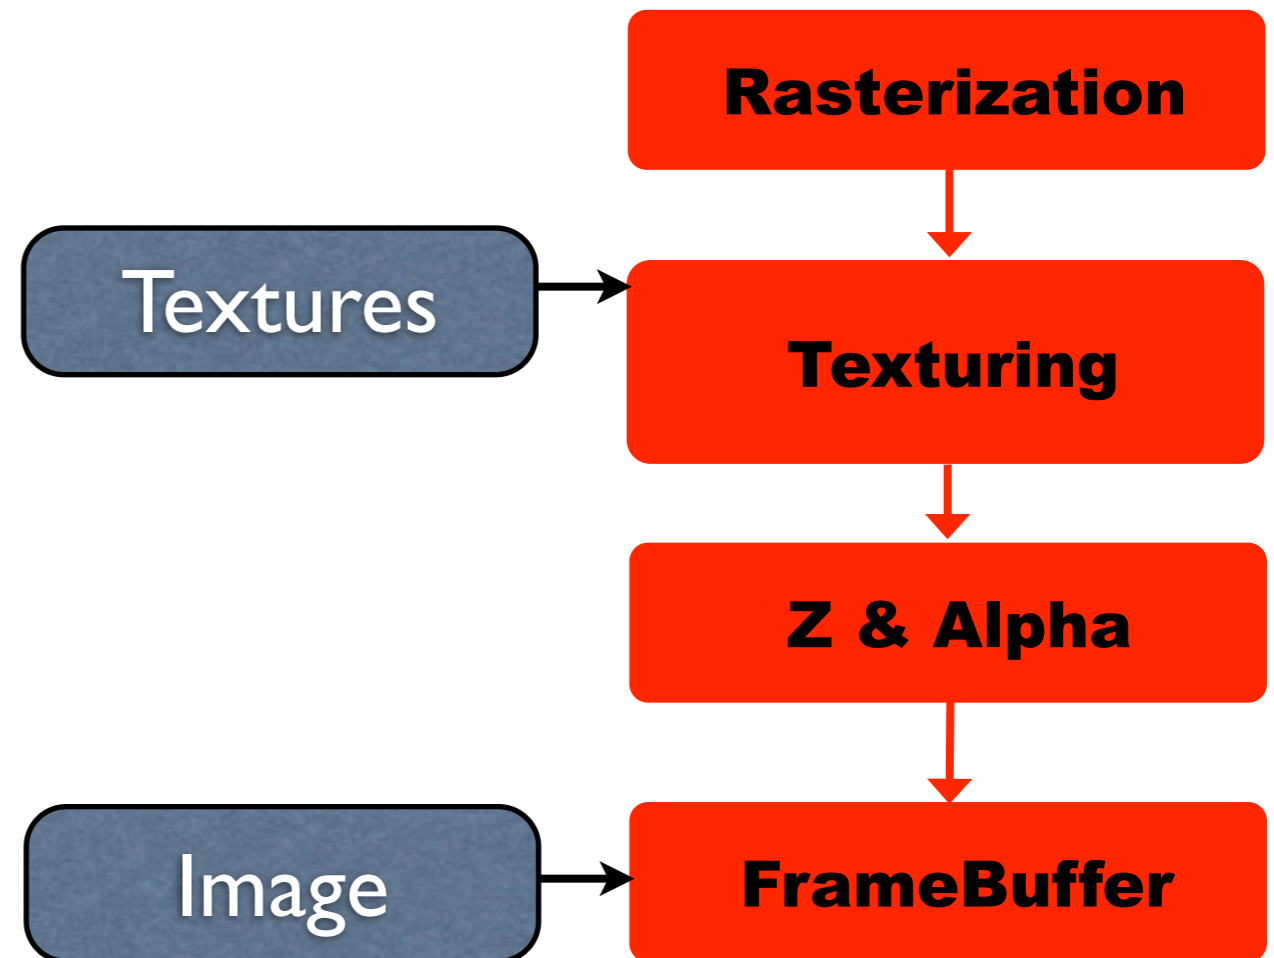 Rasterization
Textures
Texturing
Z & Alpha
Image
FrameBuffer